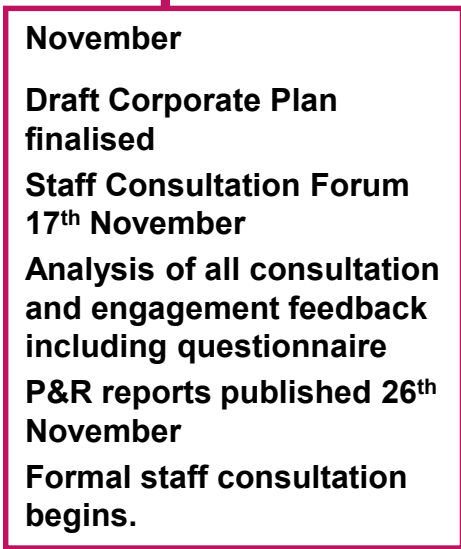 November
Draft Corporate Plan
finalised
Staff Consultation Forum
17th November
Analysis of all consultation
and engagement feedback
including questionnaire
P&R reports published 26th
November
Formal staff consultation
begins.